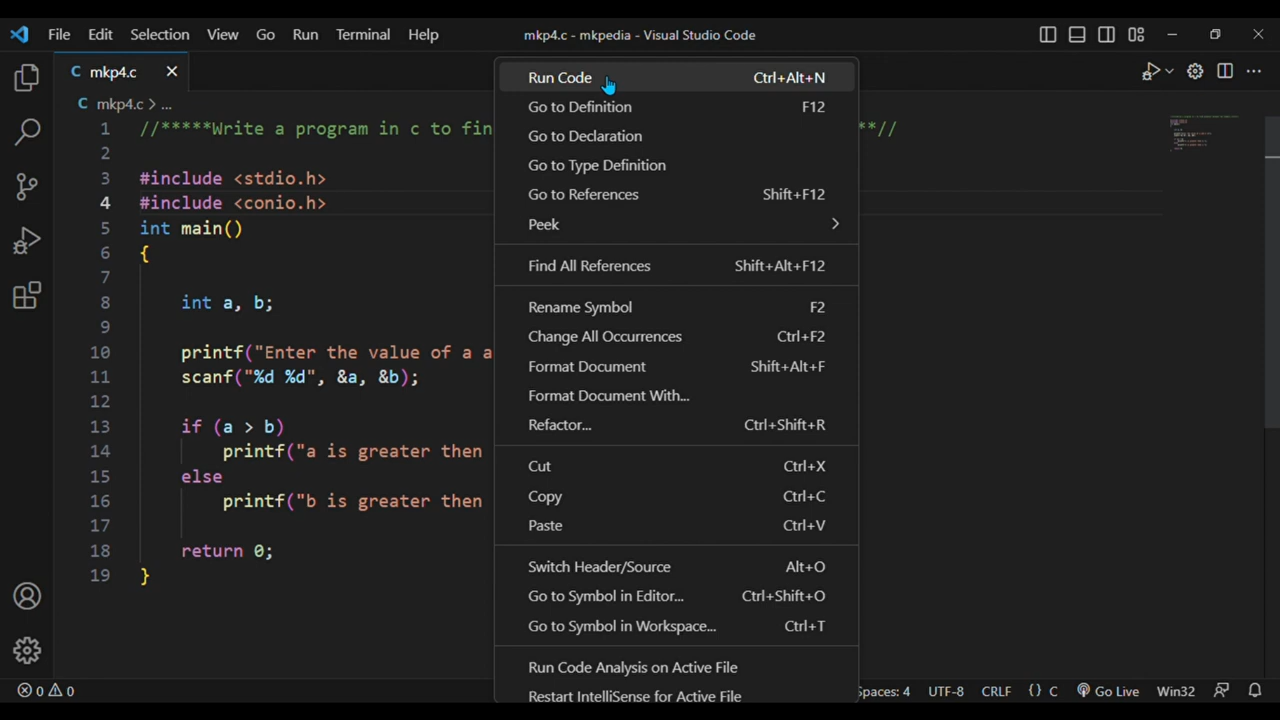 File Edit Selection View Go Run Terminal Help mkp4.c - mkpedia - Visual Studio Code
C mkp4.c
C mkp4.c > ...
1 //*****Write a program in c to fin **//
2
3 #include <stdio.h>
4 #include <conio.h>
5 int main()
6 {
7
8 int a, b;
9
10 printf("Enter the value of a a
11 scanf("%d %d", &a, &b);
12
13 if (a > b)
14 printf("a is greater then
15 else
16 printf("b is greater then
17
18 return 0;
19 }
Run Code Ctrl+Alt+N
Go to Definition F12
Go to Declaration
Go to Type Definition
Go to References Shift+F12
Peek >
Find All References Shift+Alt+F12
Rename Symbol F2
Change All Occurrences Ctrl+F2
Format Document Shift+Alt+F
Format Document With...
Refactor... Ctrl+Shift+R
Cut Ctrl+X
Copy Ctrl+C
Paste Ctrl+V
Switch Header/Source Alt+O
Go to Symbol in Editor... Ctrl+Shift+O
Go to Symbol in Workspace... Ctrl+T
Run Code Analysis on Active File
Restart IntelliSense for Active File
0 0 Spaces: 4 UTF-8 CRLF {} C Go Live Win32